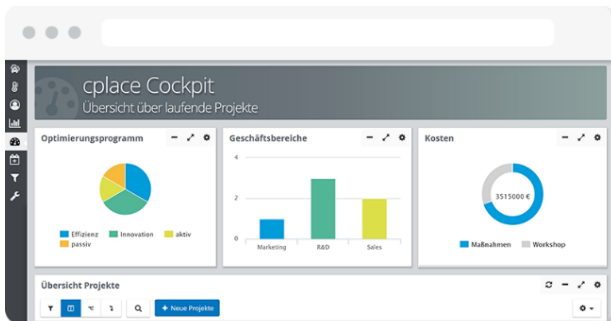 cplace Cockpit
Übersicht über laufende Projekte
Optimierungsprogramm
Effizienz Innovation aktiv
passiv
Geschäftsbereiche
4
2
0
Marketing R&D Sales
Kosten
3515000 €
Maßnahmen Workshop
Übersicht Projekte
+ Neue Projekte